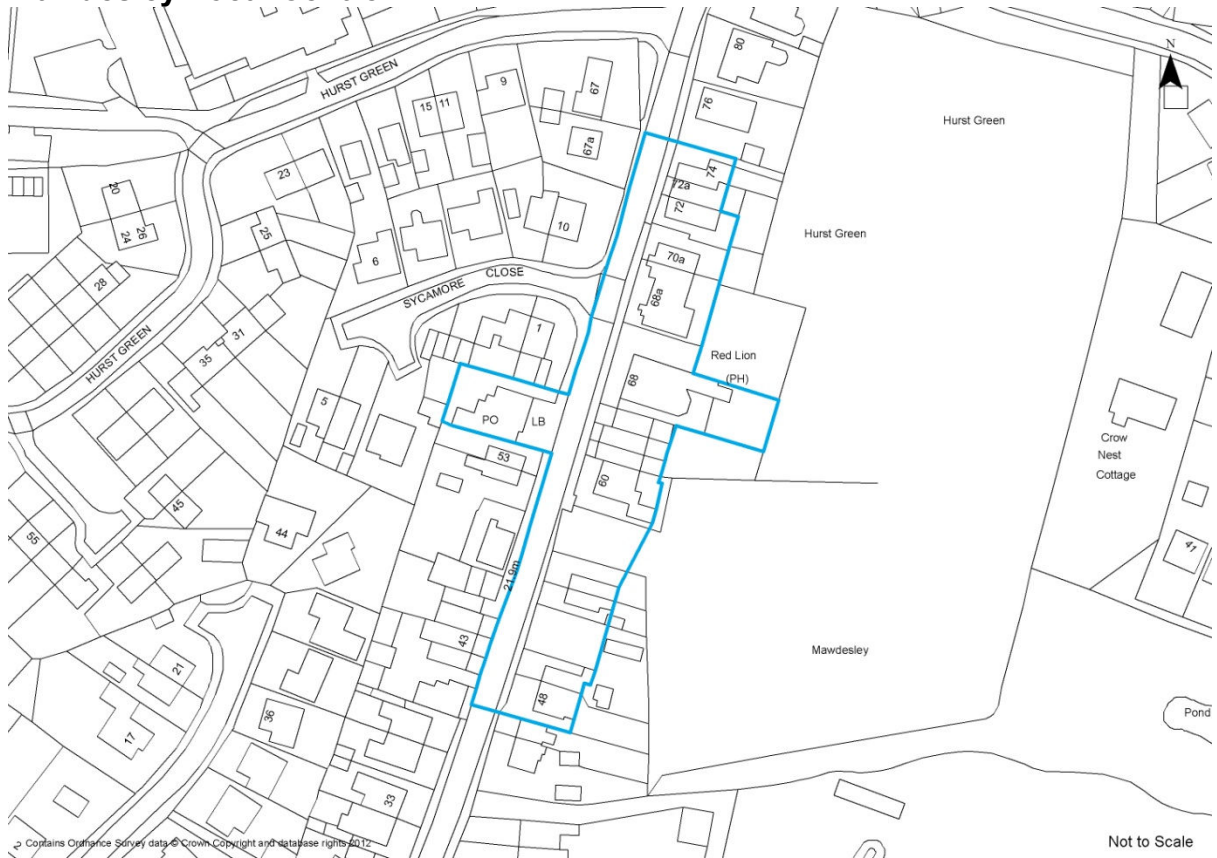 HURST GREEN
80
N
67
9
15
11
76
Hurst Green
67a
74
23
72a
20
72
10
26
24
25
Hurst Green
6
70a
CLOSE
28
SYCAMORE
68a
1
31
HURST GREEN
35
Red Lion
(PH)
68
5
PO
LB
Crow
Nest
Cottage
53
60
45
44
55
41
21.9m
43
Mawdesley
21
48
36
Pond
17
33
Contains Ordnance Survey data © Crown Copyright and database rights 2012
Not to Scale